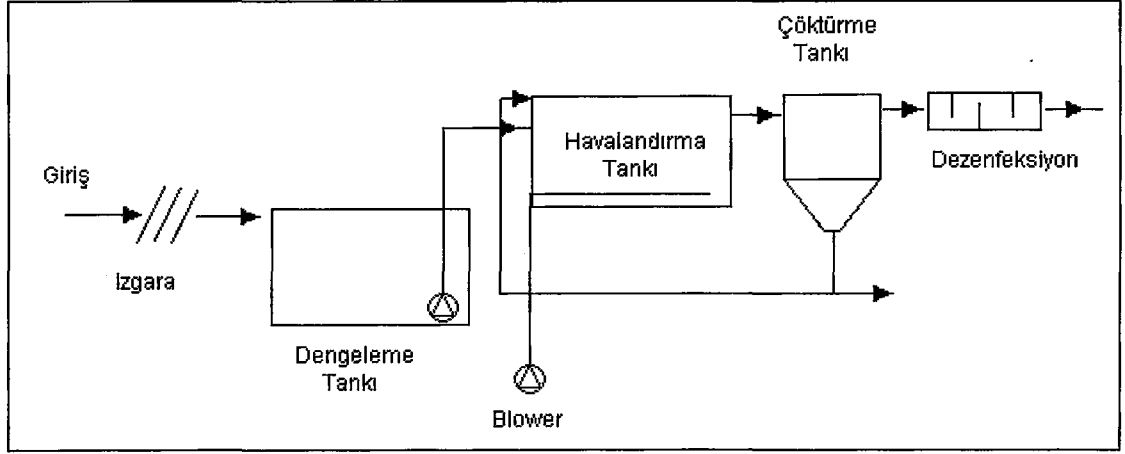 Çöktürme
Tankı
Havalandırma
Tankı
Dezenfeksiyon
Giriş
Izgara
Dengeleme
Tankı
Blower